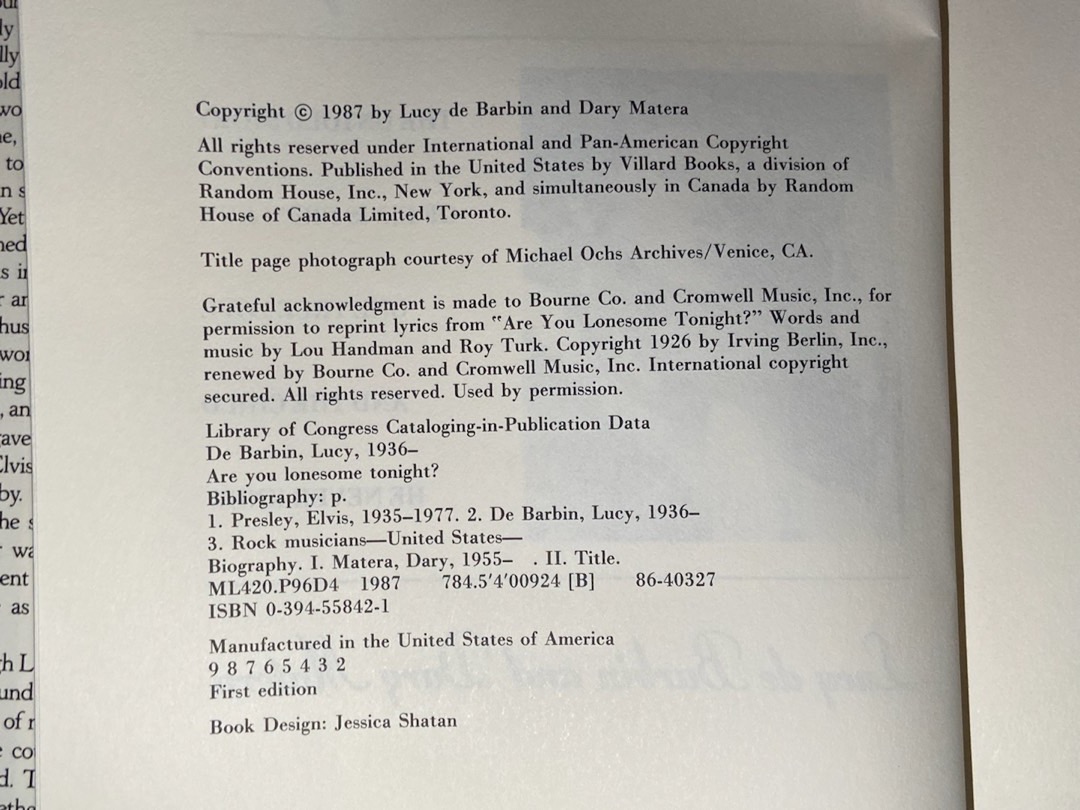 Copyright © 1987 by Lucy de Barbin and Dary Matera
All rights reserved under International and Pan-American Copyright
Conventions. Published in the United States by Villard Books, a division of
Random House, Inc., New York, and simultaneously in Canada by Random
House of Canada Limited, Toronto.
Title page photograph courtesy of Michael Ochs Archives/Venice, CA.
Grateful acknowledgment is made to Bourne Co. and Cromwell Music, Inc., for
permission to reprint lyrics from "Are You Lonesome Tonight?" Words and
music by Lou Handman and Roy Turk. Copyright 1926 by Irving Berlin, Inc.,
renewed by Bourne Co. and Cromwell Music, Inc. International copyright
secured. All rights reserved. Used by permission.
Library of Congress Cataloging-in-Publication Data
De Barbin, Lucy, 1936–
Are you lonesome tonight?
Bibliography: p.
1. Presley, Elvis, 1935–1977. 2. De Barbin, Lucy, 1936–
3. Rock musicians—United States—
Biography. I. Matera, Dary, 1955– . II. Title.
ML420.P96D4 1987 784.5'4'00924 [B] 86-40327
ISBN 0-394-55842-1
Manufactured in the United States of America
9 8 7 6 5 4 3 2
First edition
Book Design: Jessica Shatan